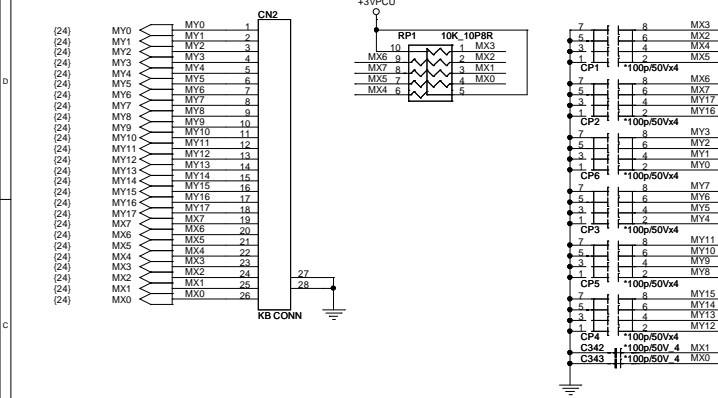 CN2
{24} MY0 MY0 1
{24} MY1 MY1 2
{24} MY2 MY2 3
{24} MY3 MY3 4
{24} MY4 MY4 5
{24} MY5 MY5 6
{24} MY6 MY6 7
{24} MY7 MY7 8
{24} MY8 MY8 9
{24} MY9 MY9 10
{24} MY10 MY10 11
{24} MY11 MY11 12
{24} MY12 MY12 13
{24} MY13 MY13 14
{24} MY14 MY14 15
{24} MY15 MY15 16
{24} MY16 MY16 17
{24} MY17 MY17 18
{24} MX7 MX7 19
{24} MX6 MX6 20
{24} MX5 MX5 21
{24} MX4 MX4 22
{24} MX3 MX3 23
{24} MX2 MX2 24
{24} MX1 MX1 25
{24} MX0 MX0 26
27
28
KB CONN
+3VPCU
RP1 10K_10P8R
10 1 MX3
MX6 9 2 MX2
MX7 8 3 MX1
MX5 7 4 MX0
MX4 6 5
7 8 MX3
5 6 MX2
3 4 MX4
1 2 MX5
CP1 *100p/50Vx4
7 8 MX6
5 6 MX7
3 4 MY17
1 2 MY16
CP2 *100p/50Vx4
7 8 MY3
5 6 MY2
3 4 MY1
1 2 MY0
CP6 *100p/50Vx4
7 8 MY7
5 6 MY6
3 4 MY5
1 2 MY4
CP3 *100p/50Vx4
7 8 MY11
5 6 MY10
3 4 MY9
1 2 MY8
CP5 *100p/50Vx4
7 8 MY15
5 6 MY14
3 4 MY13
1 2 MY12
CP4 *100p/50Vx4
C342 *100p/50V_4 MX1
C343 *100p/50V_4 MX0
D
C